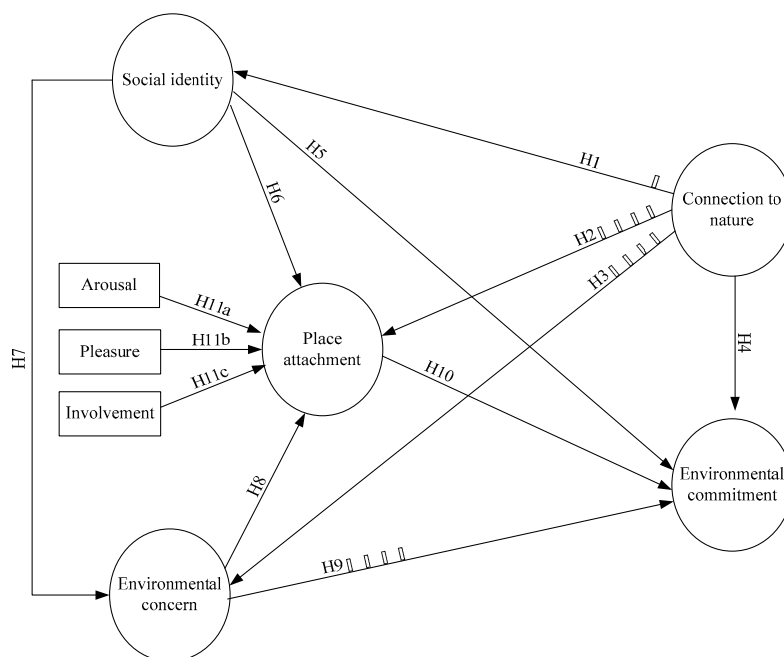 Social identity
H1
H5
Connection to
nature
H6
H2
H3
Arousal
H11a
Pleasure
H11b
Place
attachment
H4
H7
Involvement
H11c
H10
Environmental
commitment
H8
Environmental
concern
H9